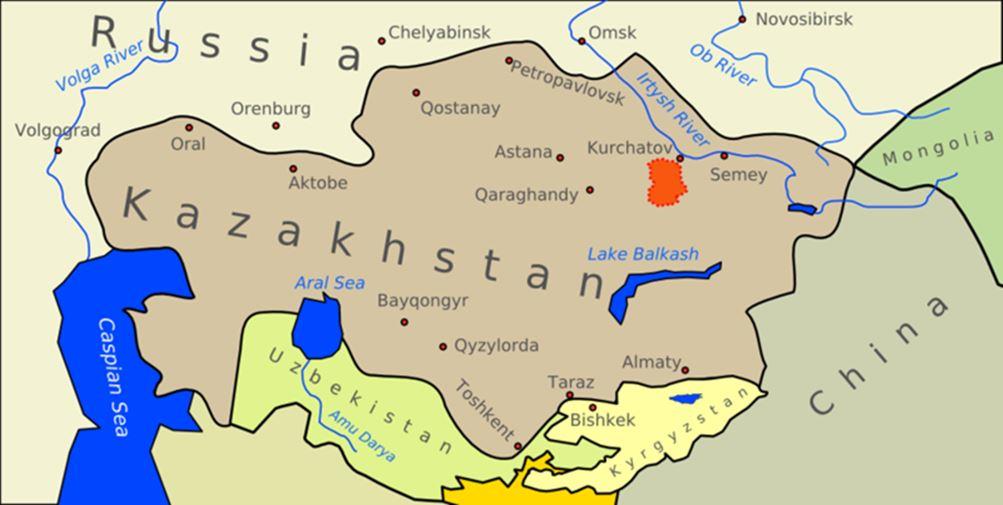 Russia
Chelyabinsk
Omsk
Novosibirsk
Volga River
Ob River
Petropavlovsk
Irtysh River
Orenburg
Qostanay
Volgograd
Oral
Astana
Kurchatov
Mongolia
Aktobe
Qaraghandy
Semey
Kazakhstan
Lake Balkash
Aral Sea
Bayqongyr
Caspian Sea
Qyzylorda
China
Uzbekistan
Almaty
Taraz
Toshkent
Bishkek
Amu Darya
Kyrgyzstan